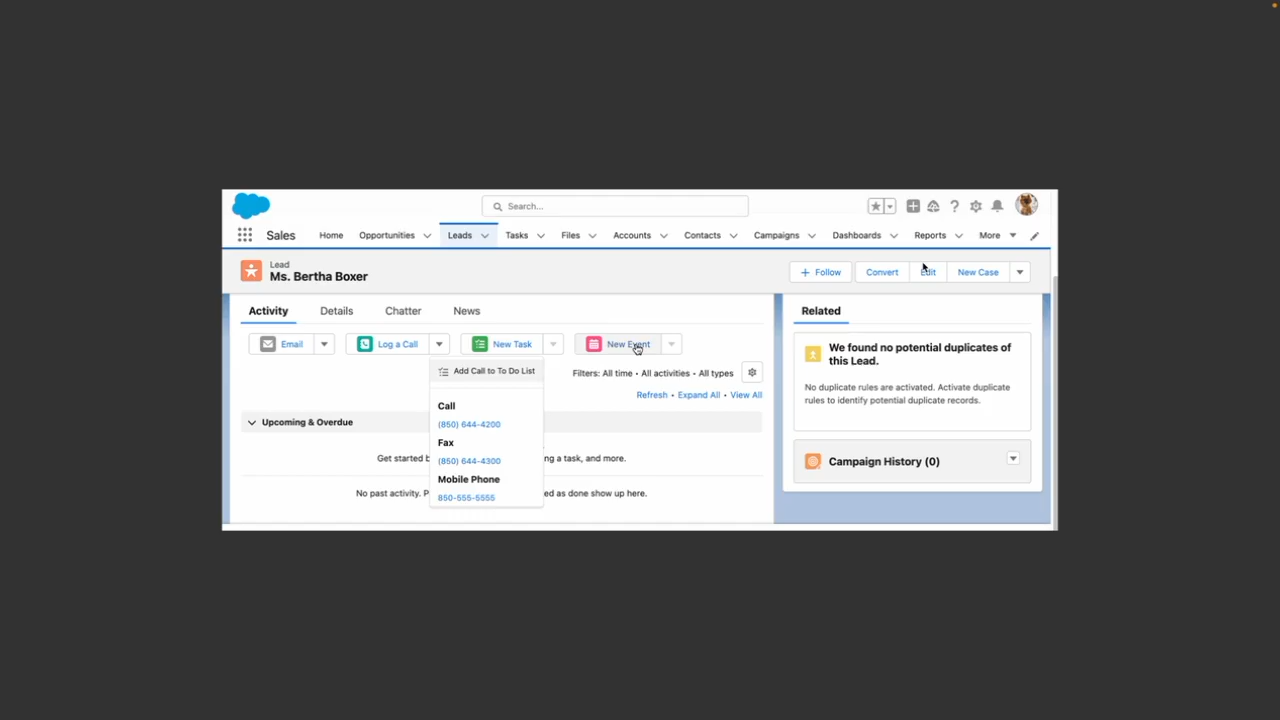 Search...
Sales
Home
Opportunities
Leads
Tasks
Files
Accounts
Contacts
Campaigns
Dashboards
Reports
More
Lead
Ms. Bertha Boxer
Follow
Convert
Edit
New Case
Activity
Details
Chatter
News
Email
Log a Call
New Task
New Event
Add Call to To Do List
Call
(850) 644-4200
Fax
(850) 644-4300
Mobile Phone
850-555-5555
Filters: All time • All activities • All types
Refresh • Expand All • View All
Upcoming & Overdue
Get started
a task, and more.
No past activity.
as done show up here.
Related
We found no potential duplicates of
this Lead.
No duplicate rules are activated. Activate duplicate
rules to identify potential duplicate records.
Campaign History (0)